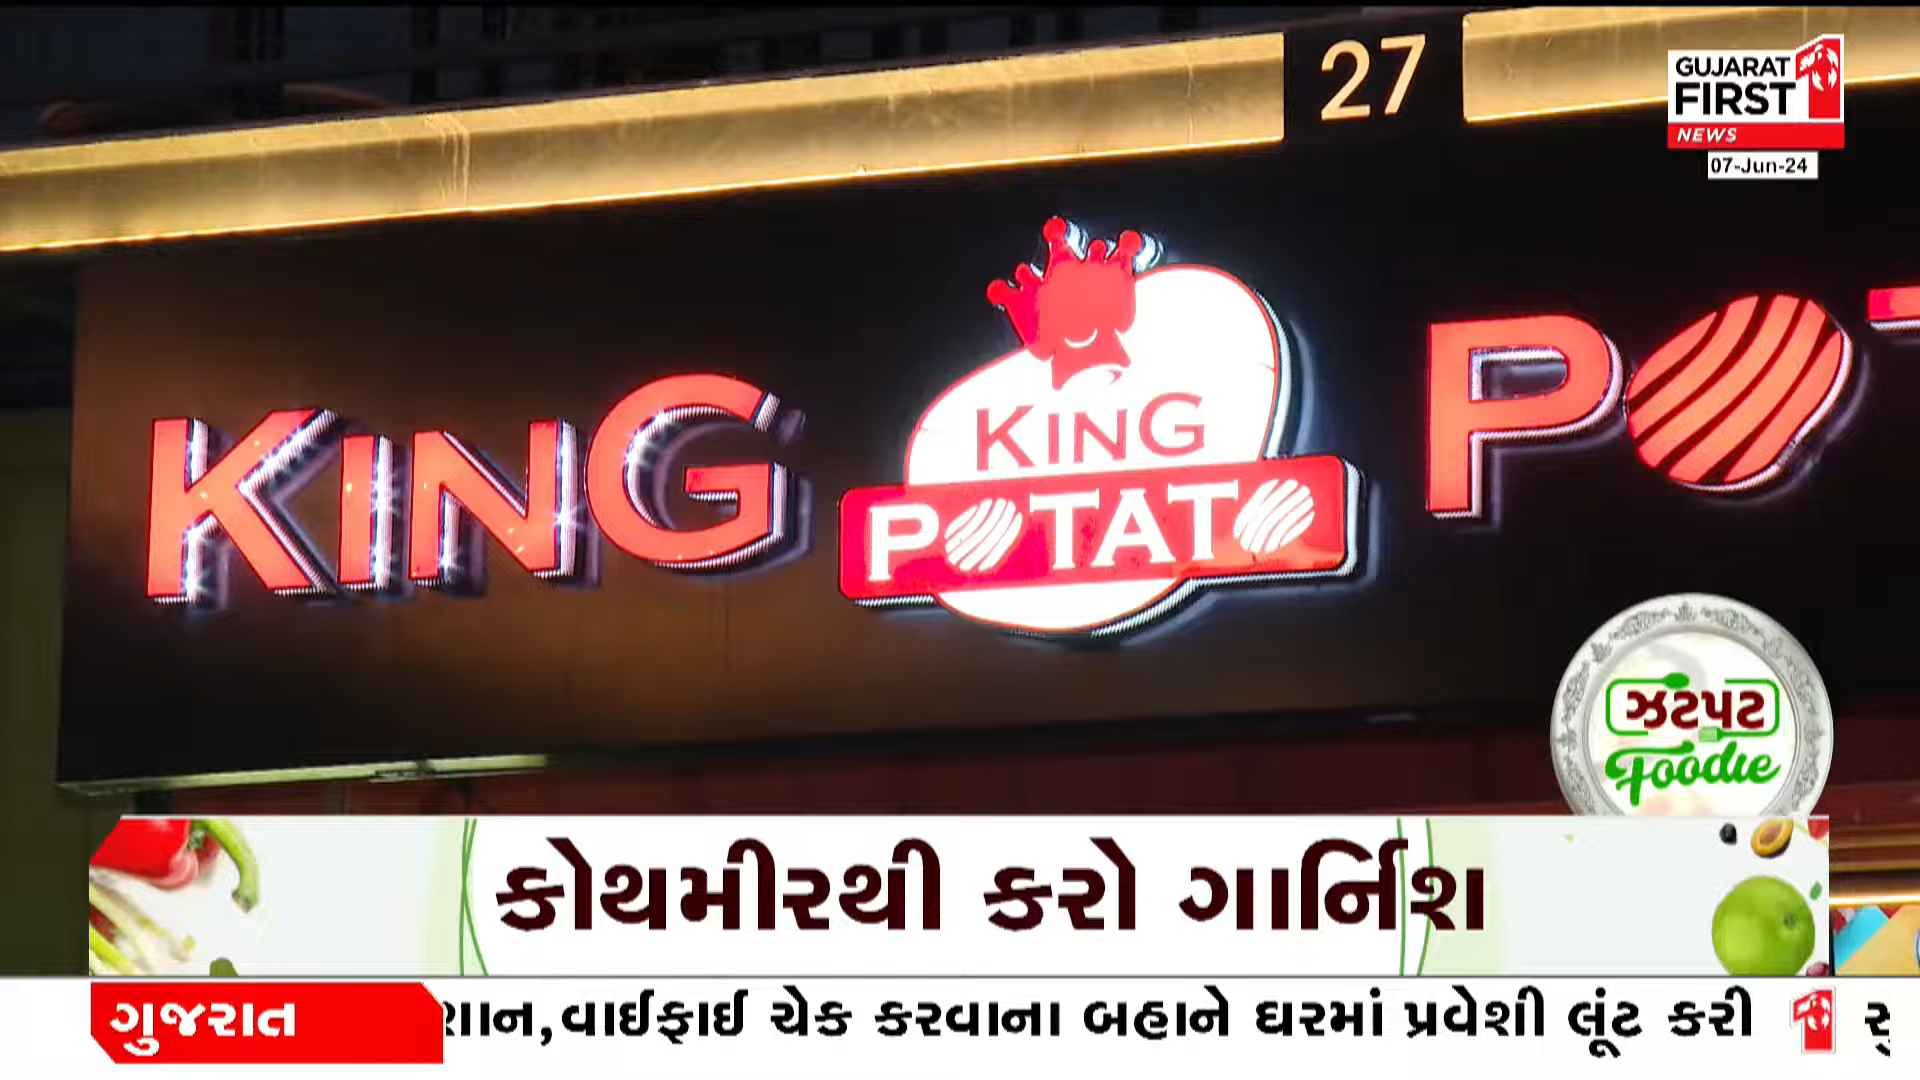 27
GUJARAT
FIRST 1
NEWS
07-Jun-24
KING
KING
POTATO
ઝટપટ
Foodie
કોથમીરથી કરો ગાર્નિશ
ગુજરાત
વાઈફાઈ ચેક કરવાના બહાને ઘરમાં પ્રવેશી લૂંટ કરી